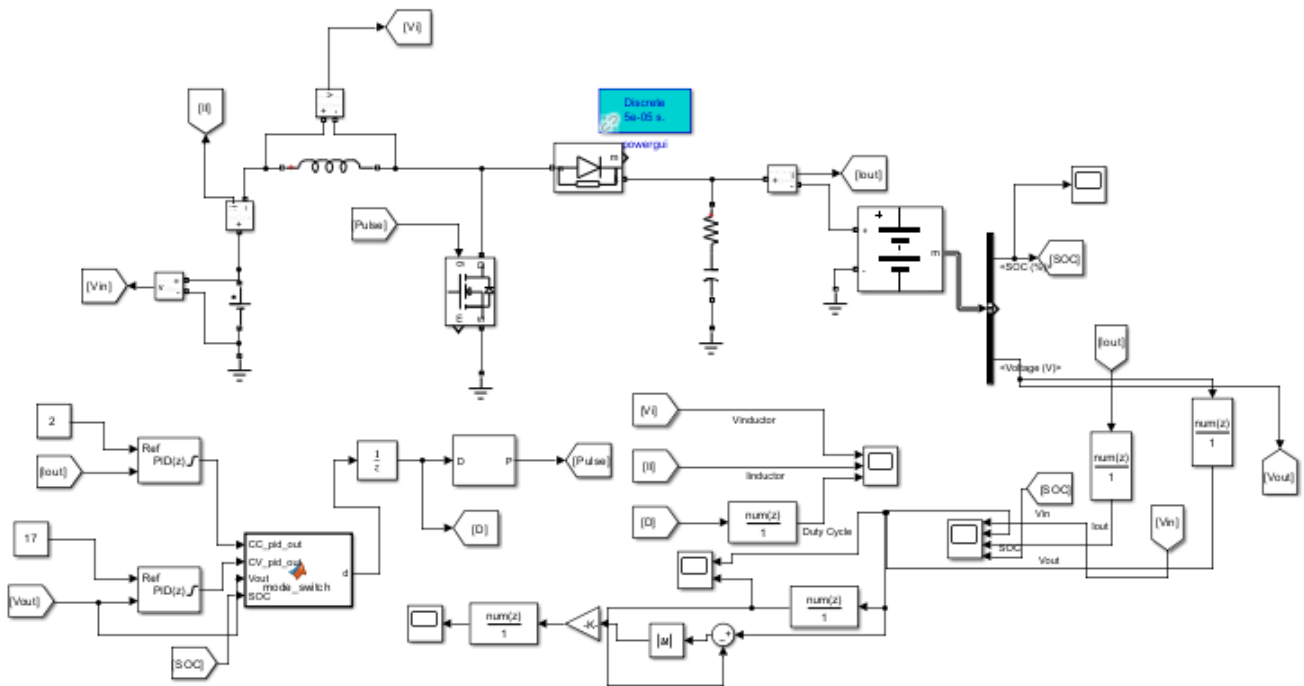 [Vi]
[Il]
Discrete
5e-05 s.
powergui
m
[Iout]
[Pulse]
g
D
m
S
[Vin]
v
+
-
m
<SOC (%)>
[SOC]
<Voltage (V)>
[Iout]
2
Ref
PID(z)
[Iout]
1
z
D
P
[Pulse]
[D]
[Vi]
Vinductor
[Il]
Iinductor
[D]
num(z)
1
Duty Cycle
num(z)
1
num(z)
1
[Vout]
[SOC]
Vin
Iout
SOC
Vout
[Vin]
17
Ref
PID(z)
[Vout]
CC_pid_out
CV_pid_out
Vout
SOC
mode_switch
d
[SOC]
num(z)
1
-K-
|u|
num(z)
1